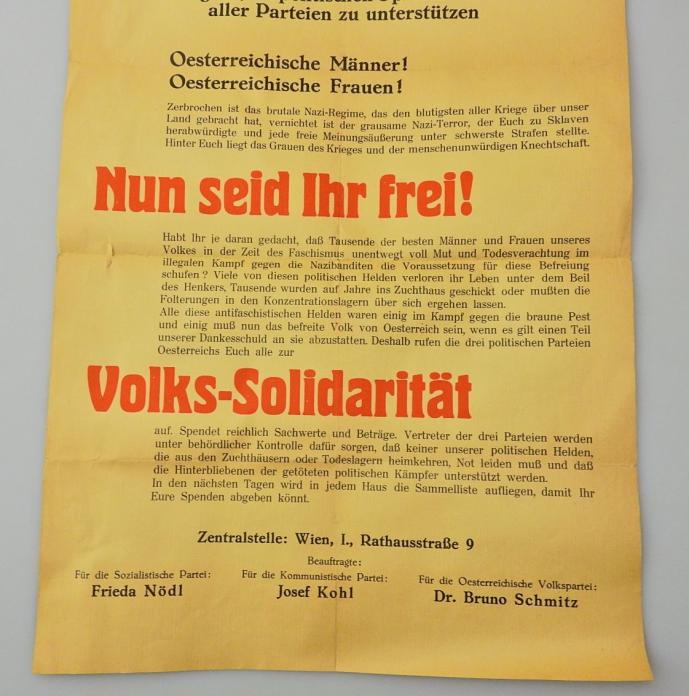 aller Parteien zu unterstützen
Oesterreichische Männer!
Oesterreichische Frauen!
Zerbrochen ist das brutale Nazi-Regime, das den blutigsten aller Kriege über unser
Land gebracht hat, vernichtet ist der grausame Nazi-Terror, der Euch zu Sklaven
herabwürdigte und jede freie Meinungsäußerung unter schwerste Strafen stellte.
Hinter Euch liegt das Grauen des Krieges und der menschenunwürdigen Knechtschaft.
Nun seid Ihr frei!
Habt Ihr je daran gedacht, daß Tausende der besten Männer und Frauen unseres
Volkes in der Zeit des Faschismus unentwegt voll Mut und Todesverachtung im
illegalen Kampf gegen die Nazibanditen die Voraussetzung für diese Befreiung
schufen? Viele von diesen politischen Helden verloren ihr Leben unter dem Beil
des Henkers, Tausende wurden auf Jahre ins Zuchthaus geschickt oder mußten die
Folterungen in den Konzentrationslagern über sich ergehen lassen.
Alle diese antifaschistischen Helden waren einig im Kampf gegen die braune Pest
und einig muß nun das befreite Volk von Oesterreich sein, wenn es gilt einen Teil
unserer Dankesschuld an sie abzustatten. Deshalb rufen die drei politischen Parteien
Oesterreichs Euch alle zur
Volks-Solidarität
auf. Spendet reichlich Sachwerte und Beträge. Vertreter der drei Parteien werden
unter behördlicher Kontrolle dafür sorgen, daß keiner unserer politischen Helden,
die aus den Zuchthäusern oder Todeslagern heimkehren, Not leiden muß und daß
die Hinterbliebenen der getöteten politischen Kämpfer unterstützt werden.
In den nächsten Tagen wird in jedem Haus die Sammelliste aufliegen, damit Ihr
Eure Spenden abgeben könnt.
Zentralstelle: Wien, I., Rathausstraße 9
Beauftragte:
Für die Sozialistische Partei: Für die Kommunistische Partei: Für die Oesterreichische Volkspartei:
Frieda Nödl Josef Kohl Dr. Bruno Schmitz